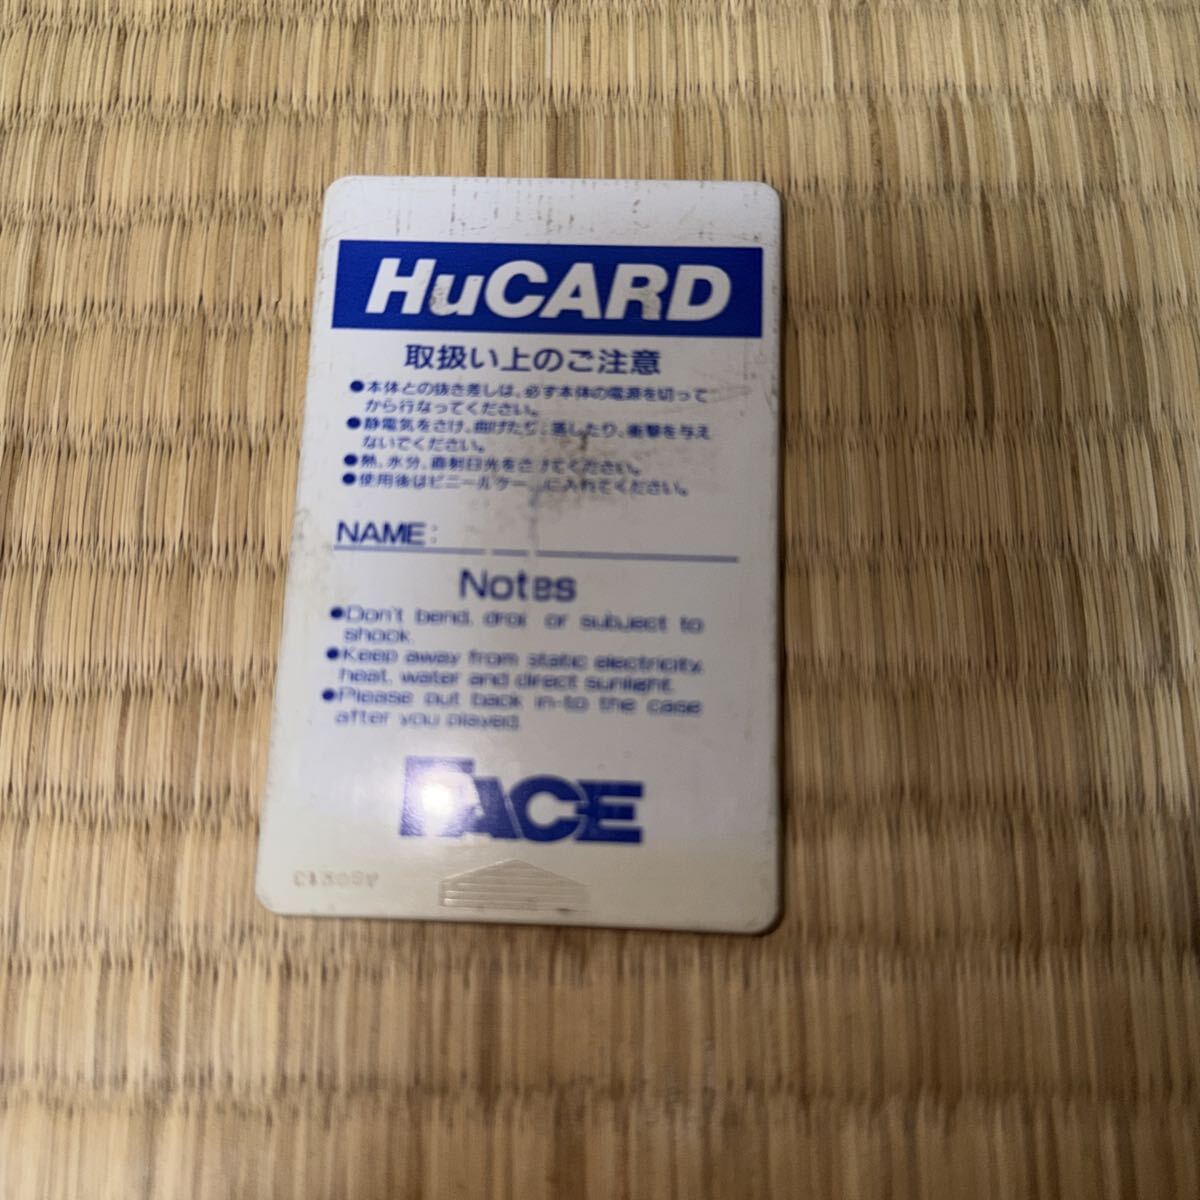 HuCARD
取扱い上のご注意
●本体との抜き差しは、必ず本体の電源を切って
から行なってください。
●静電気をさけ、曲げたり、落したり、衝撃を与え
ないでください。
●熱、水分、直射日光をさけてください。
●使用後はビニールケー に入れてください。
NAME:
Notes
●Don't bend, dro or subject to
shock.
●Keep away from static electricity,
heat, water and direct sunlight.
●Please put back in-to the case
after you played.
FACE